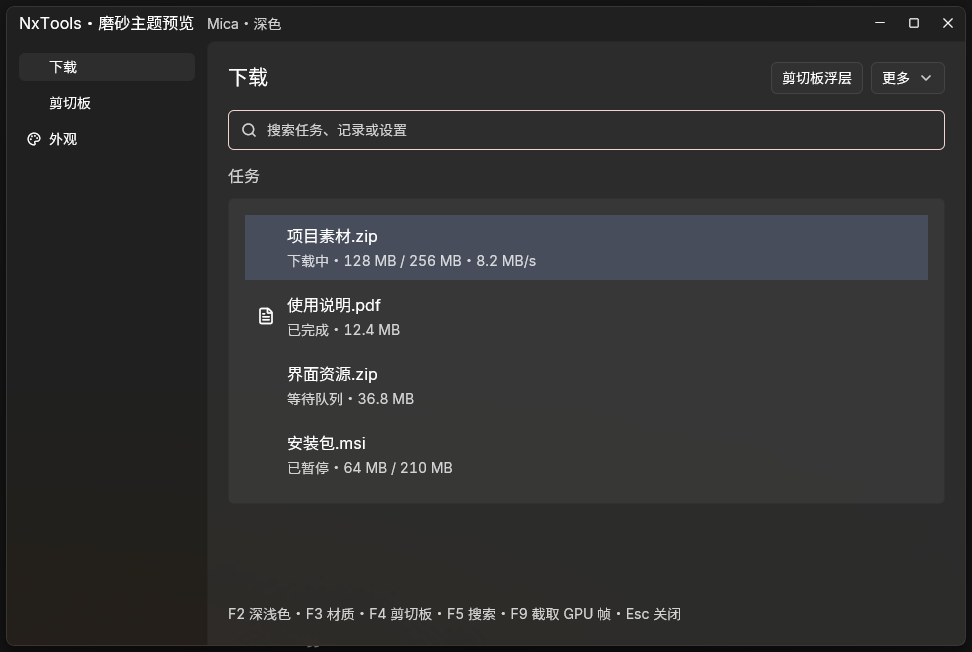 NxTools • 磨砂主题预览 Mica • 深色
下载
剪切板
外观
下载
剪切板浮层
更多
搜索任务、记录或设置
任务
项目素材.zip
下载中 • 128 MB / 256 MB • 8.2 MB/s
使用说明.pdf
已完成 • 12.4 MB
界面资源.zip
等待队列 • 36.8 MB
安装包.msi
已暂停 • 64 MB / 210 MB
F2 深浅色 • F3 材质 • F4 剪切板 • F5 搜索 • F9 截取 GPU 帧 • Esc 关闭